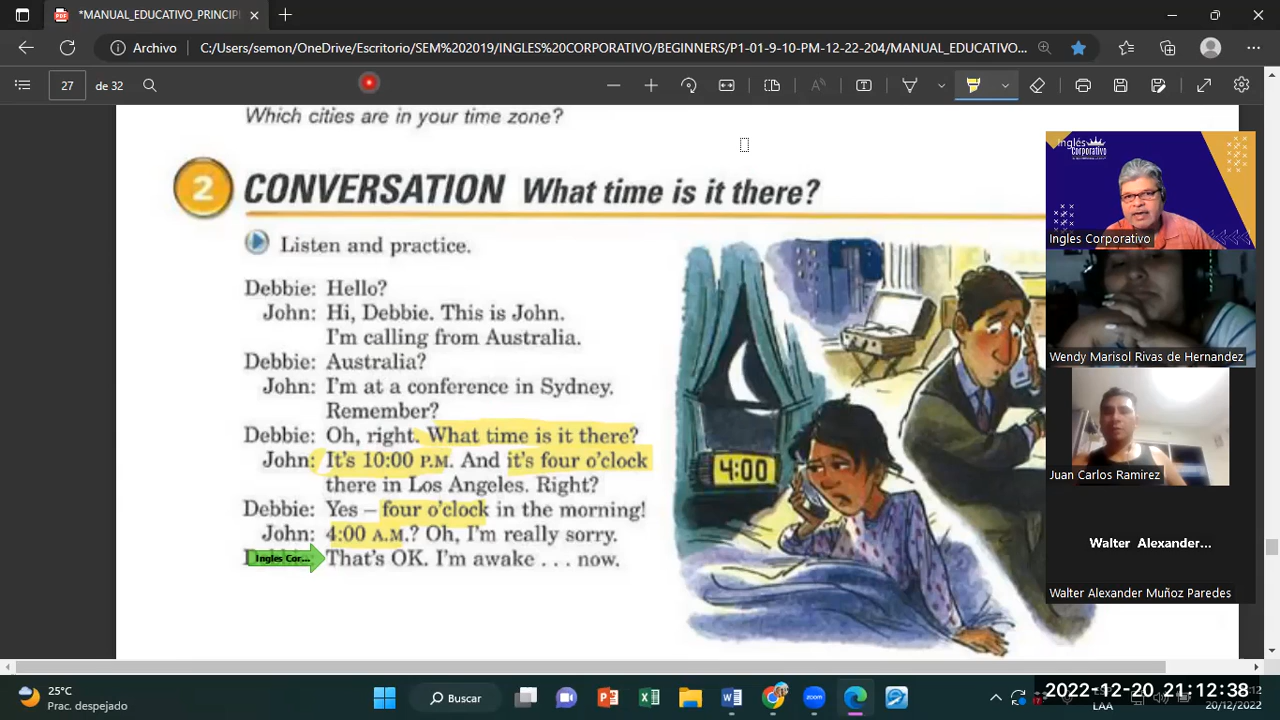 *MANUAL_EDUCATIVO_PRINCIPI
Archivo
C:/Users/semon/OneDrive/Escritorio/SEM%202019/INGLES%20CORPORATIVO/BEGINNERS/P1-01-9-10-PM-12-22-204/MANUAL_EDUCATIVO...
27
de 32
Which cities are in your time zone?
2 CONVERSATION What time is it there?
Listen and practice.
Debbie: Hello?
John: Hi, Debbie. This is John.
I'm calling from Australia.
Debbie: Australia?
John: I'm at a conference in Sydney.
Remember?
Debbie: Oh, right. What time is it there?
John: It's 10:00 P.M. And it's four o'clock
there in Los Angeles. Right?
Debbie: Yes – four o'clock in the morning!
John: 4:00 A.M.? Oh, I'm really sorry.
Ingles Cor... That's OK. I'm awake . . . now.
4:00
Inglés
Corporativo
Ingles Corporativo
Wendy Marisol Rivas de Hernandez
Juan Carlos Ramirez
Walter Alexander...
Walter Alexander Muñoz Paredes
25°C
Prac. despejado
Buscar
LAA
2022-12-20 21:12:38
20/12/2022